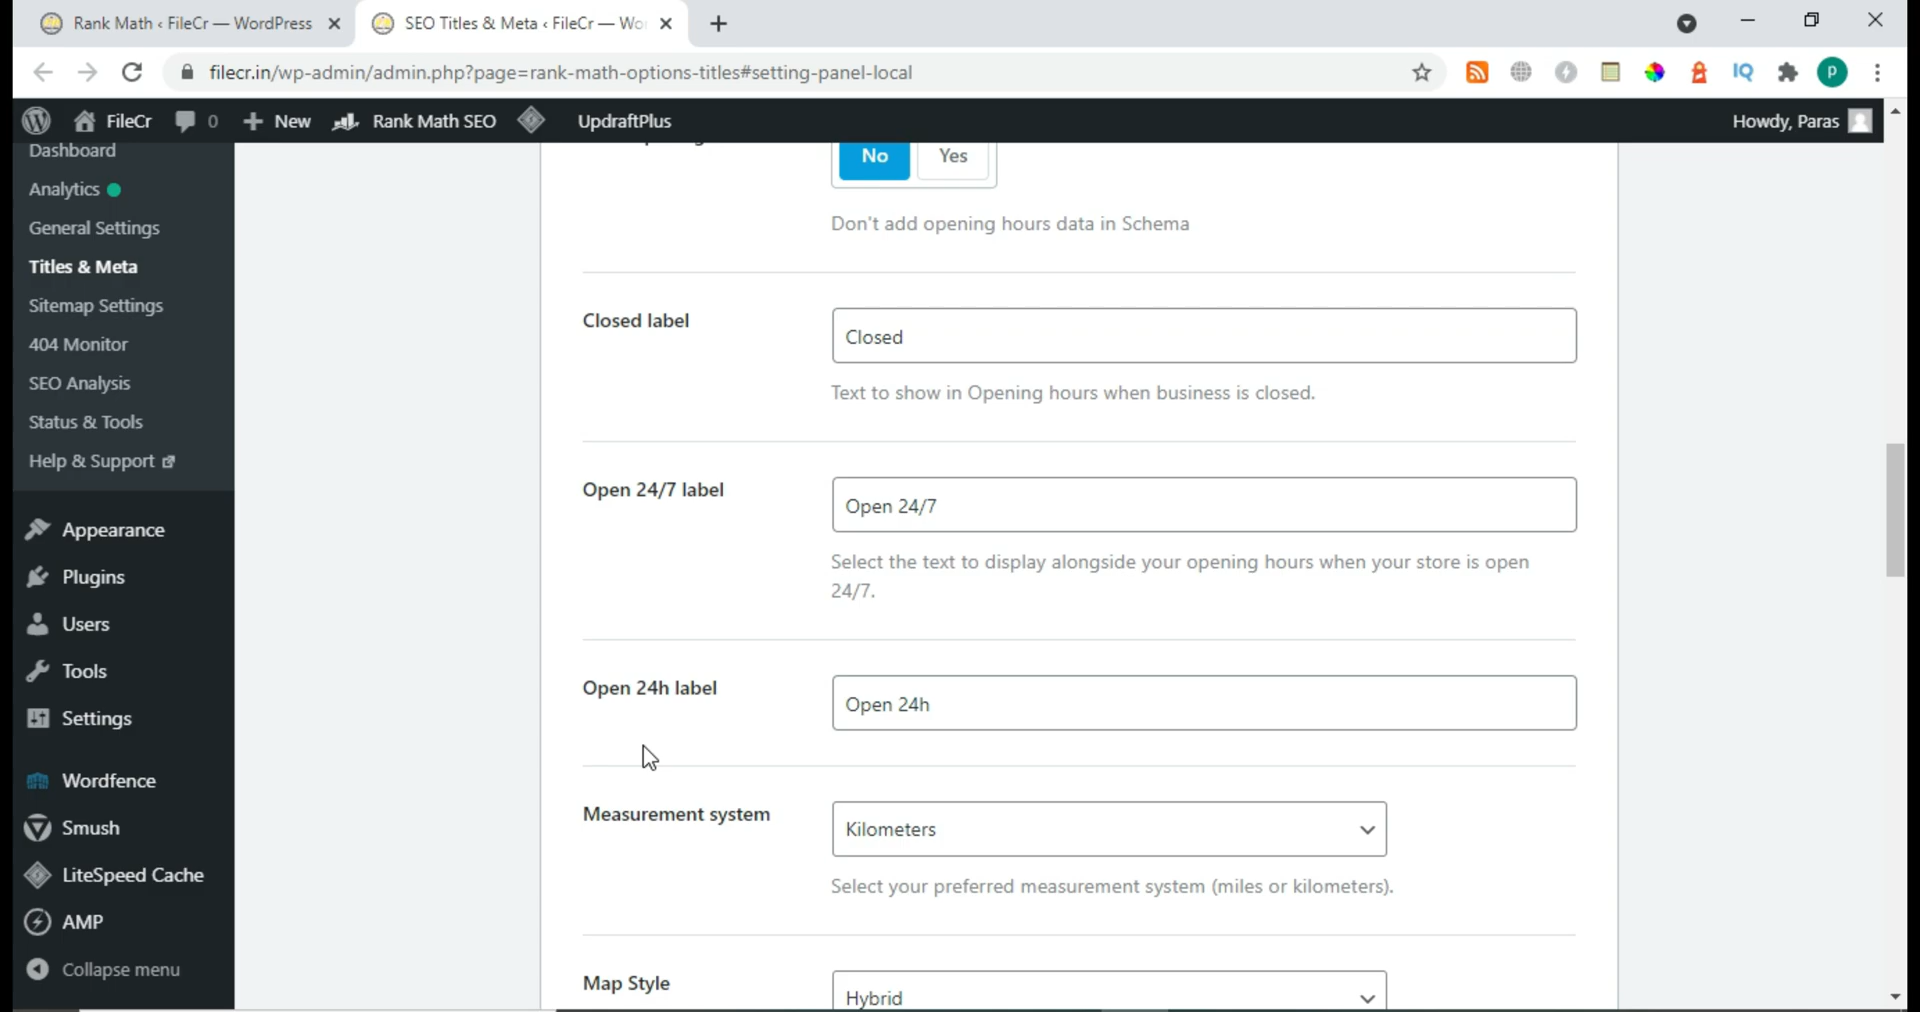 Rank Math ‹ FileCr — WordPress
SEO Titles & Meta ‹ FileCr — Wo
filecr.in/wp-admin/admin.php?page=rank-math-options-titles#setting-panel-local
IQ
P
FileCr
0
New
Rank Math SEO
UpdraftPlus
Howdy, Paras
Dashboard
Analytics
General Settings
Titles & Meta
Sitemap Settings
404 Monitor
SEO Analysis
Status & Tools
Help & Support
Appearance
Plugins
Users
Tools
Settings
Wordfence
Smush
LiteSpeed Cache
AMP
Collapse menu
No
Yes
Don't add opening hours data in Schema
Closed label
Closed
Text to show in Opening hours when business is closed.
Open 24/7 label
Open 24/7
Select the text to display alongside your opening hours when your store is open
24/7.
Open 24h label
Open 24h
Measurement system
Kilometers
Select your preferred measurement system (miles or kilometers).
Map Style
Hybrid